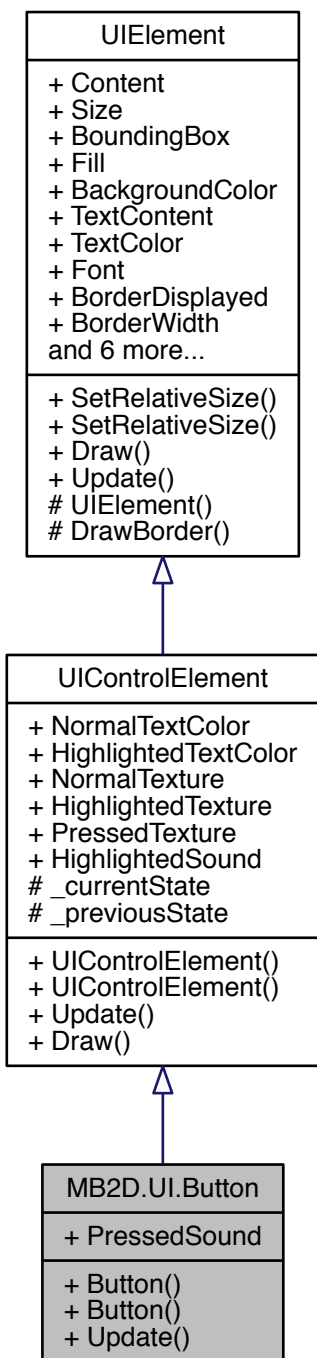 UIElement
+ Content
+ Size
+ BoundingBox
+ Fill
+ BackgroundColor
+ TextContent
+ TextColor
+ Font
+ BorderDisplayed
+ BorderWidth
and 6 more...
+ SetRelativeSize()
+ SetRelativeSize()
+ Draw()
+ Update()
# UIElement()
# DrawBorder()
UIControlElement
+ NormalTextColor
+ HighlightedTextColor
+ NormalTexture
+ HighlightedTexture
+ PressedTexture
+ HighlightedSound
# _currentState
# _previousState
+ UIControlElement()
+ UIControlElement()
+ Update()
+ Draw()
MB2D.UI.Button
+ PressedSound
+ Button()
+ Button()
+ Update()